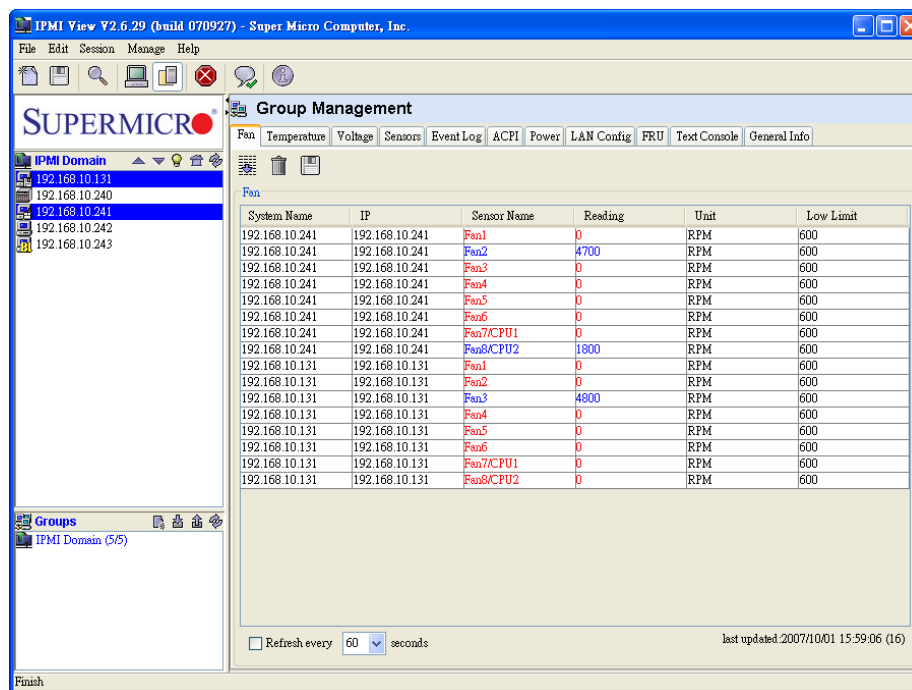 IPMI View V2.6.29 (build 070927) - Super Micro Computer, Inc.
File Edit Session Manage Help
SUPERMICRO
IPMI Domain
192.168.10.131
192.168.10.240
192.168.10.241
192.168.10.242
192.168.10.243
Groups
IPMI Domain (5/5)
Group Management
Fan Temperature Voltage Sensors Event Log ACPI Power LAN Config FRU Text Console General Info
Fan
System Name IP Sensor Name Reading Unit Low Limit
192.168.10.241 192.168.10.241 Fan1 0 RPM 600
192.168.10.241 192.168.10.241 Fan2 4700 RPM 600
192.168.10.241 192.168.10.241 Fan3 0 RPM 600
192.168.10.241 192.168.10.241 Fan4 0 RPM 600
192.168.10.241 192.168.10.241 Fan5 0 RPM 600
192.168.10.241 192.168.10.241 Fan6 0 RPM 600
192.168.10.241 192.168.10.241 Fan7/CPU1 0 RPM 600
192.168.10.241 192.168.10.241 Fan8/CPU2 1800 RPM 600
192.168.10.131 192.168.10.131 Fan1 0 RPM 600
192.168.10.131 192.168.10.131 Fan2 0 RPM 600
192.168.10.131 192.168.10.131 Fan3 4800 RPM 600
192.168.10.131 192.168.10.131 Fan4 0 RPM 600
192.168.10.131 192.168.10.131 Fan5 0 RPM 600
192.168.10.131 192.168.10.131 Fan6 0 RPM 600
192.168.10.131 192.168.10.131 Fan7/CPU1 0 RPM 600
192.168.10.131 192.168.10.131 Fan8/CPU2 0 RPM 600
Refresh every 60 seconds
last updated:2007/10/01 15:59:06 (16)
Finish